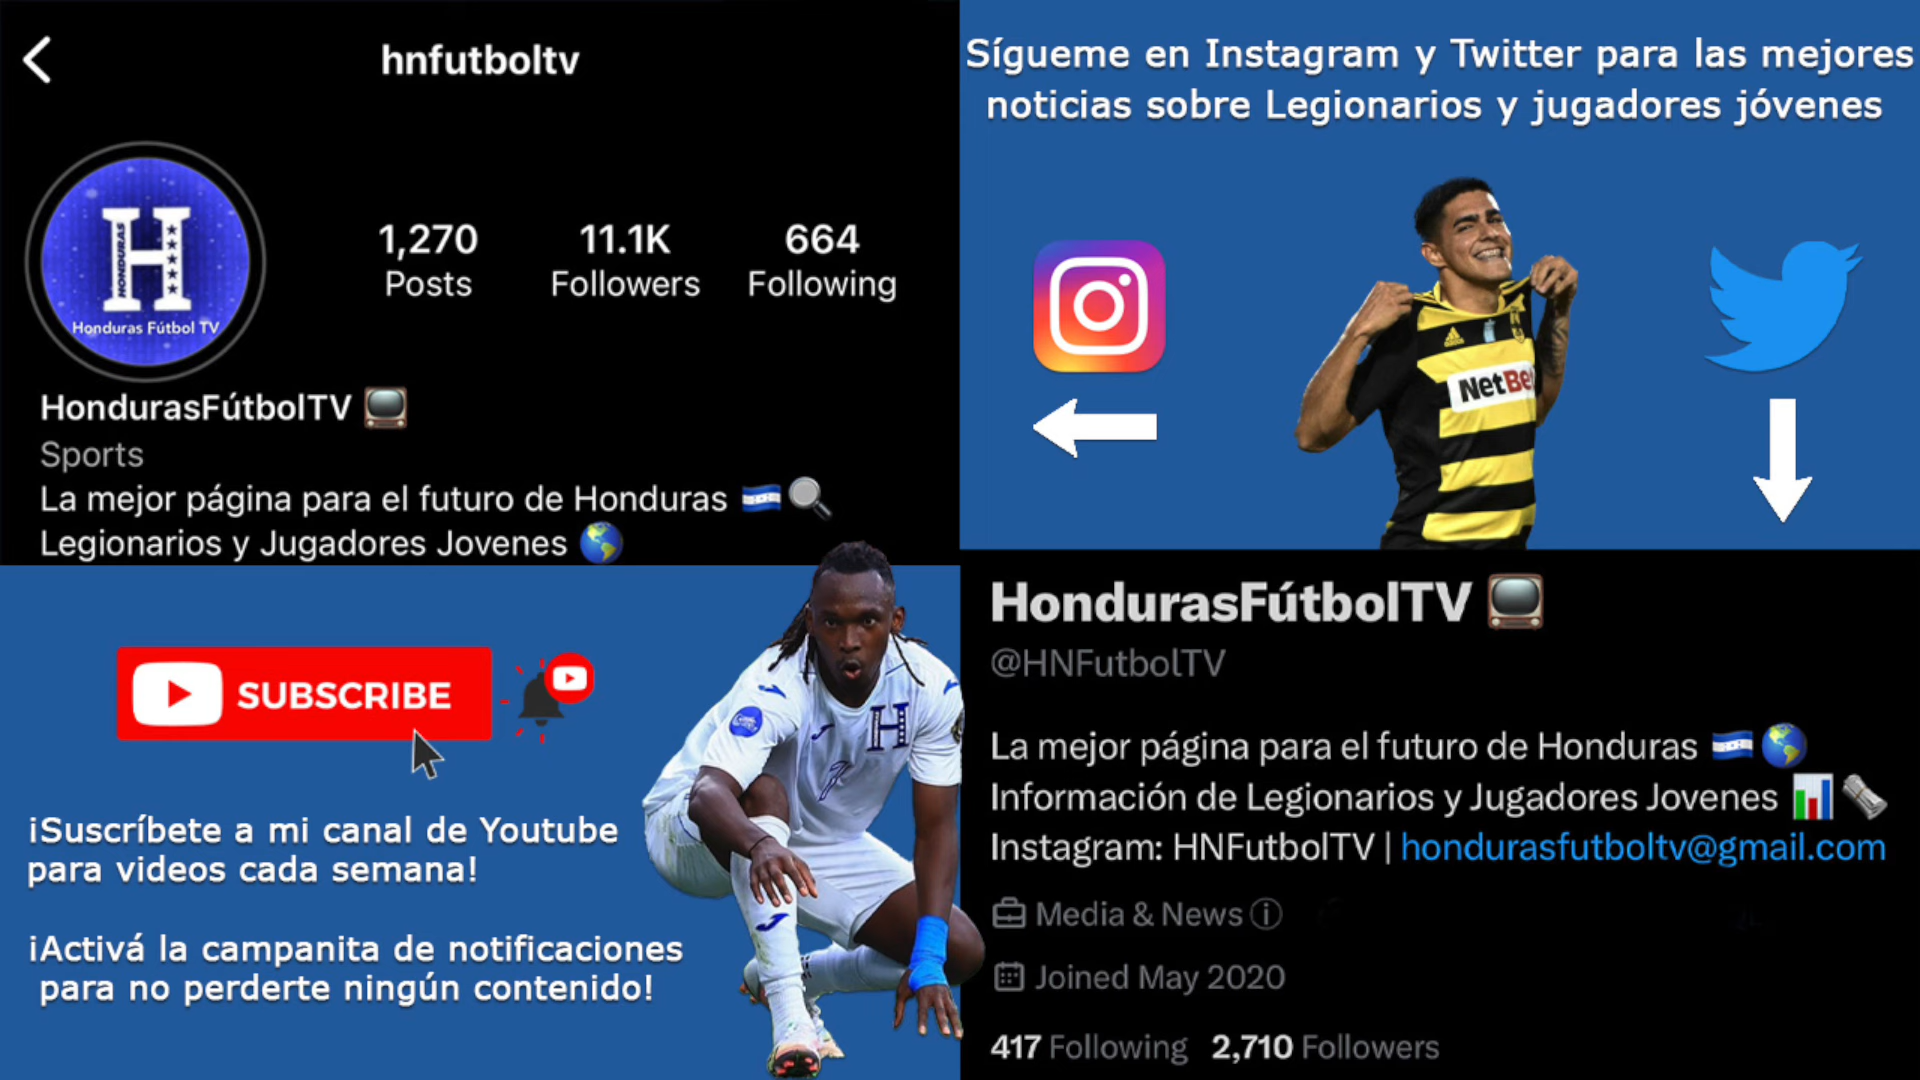 hnfutboltv
HONDURAS
Honduras Fútbol TV
1,270
Posts
11.1K
Followers
664
Following
HondurasFútbolTV
Sports
La mejor página para el futuro de Honduras
Legionarios y Jugadores Jovenes
Sígueme en Instagram y Twitter para las mejores
noticias sobre Legionarios y jugadores jóvenes
NetBe
SUBSCRIBE
¡Suscríbete a mi canal de Youtube
para videos cada semana!
¡Activá la campanita de notificaciones
para no perderte ningún contenido!
H
7
HondurasFútbolTV
@HNFutbolTV
La mejor página para el futuro de Honduras
Información de Legionarios y Jugadores Jovenes
Instagram: HNFutbolTV | hondurasfutboltv@gmail.com
Media & News
Joined May 2020
417 Following 2,710 Followers